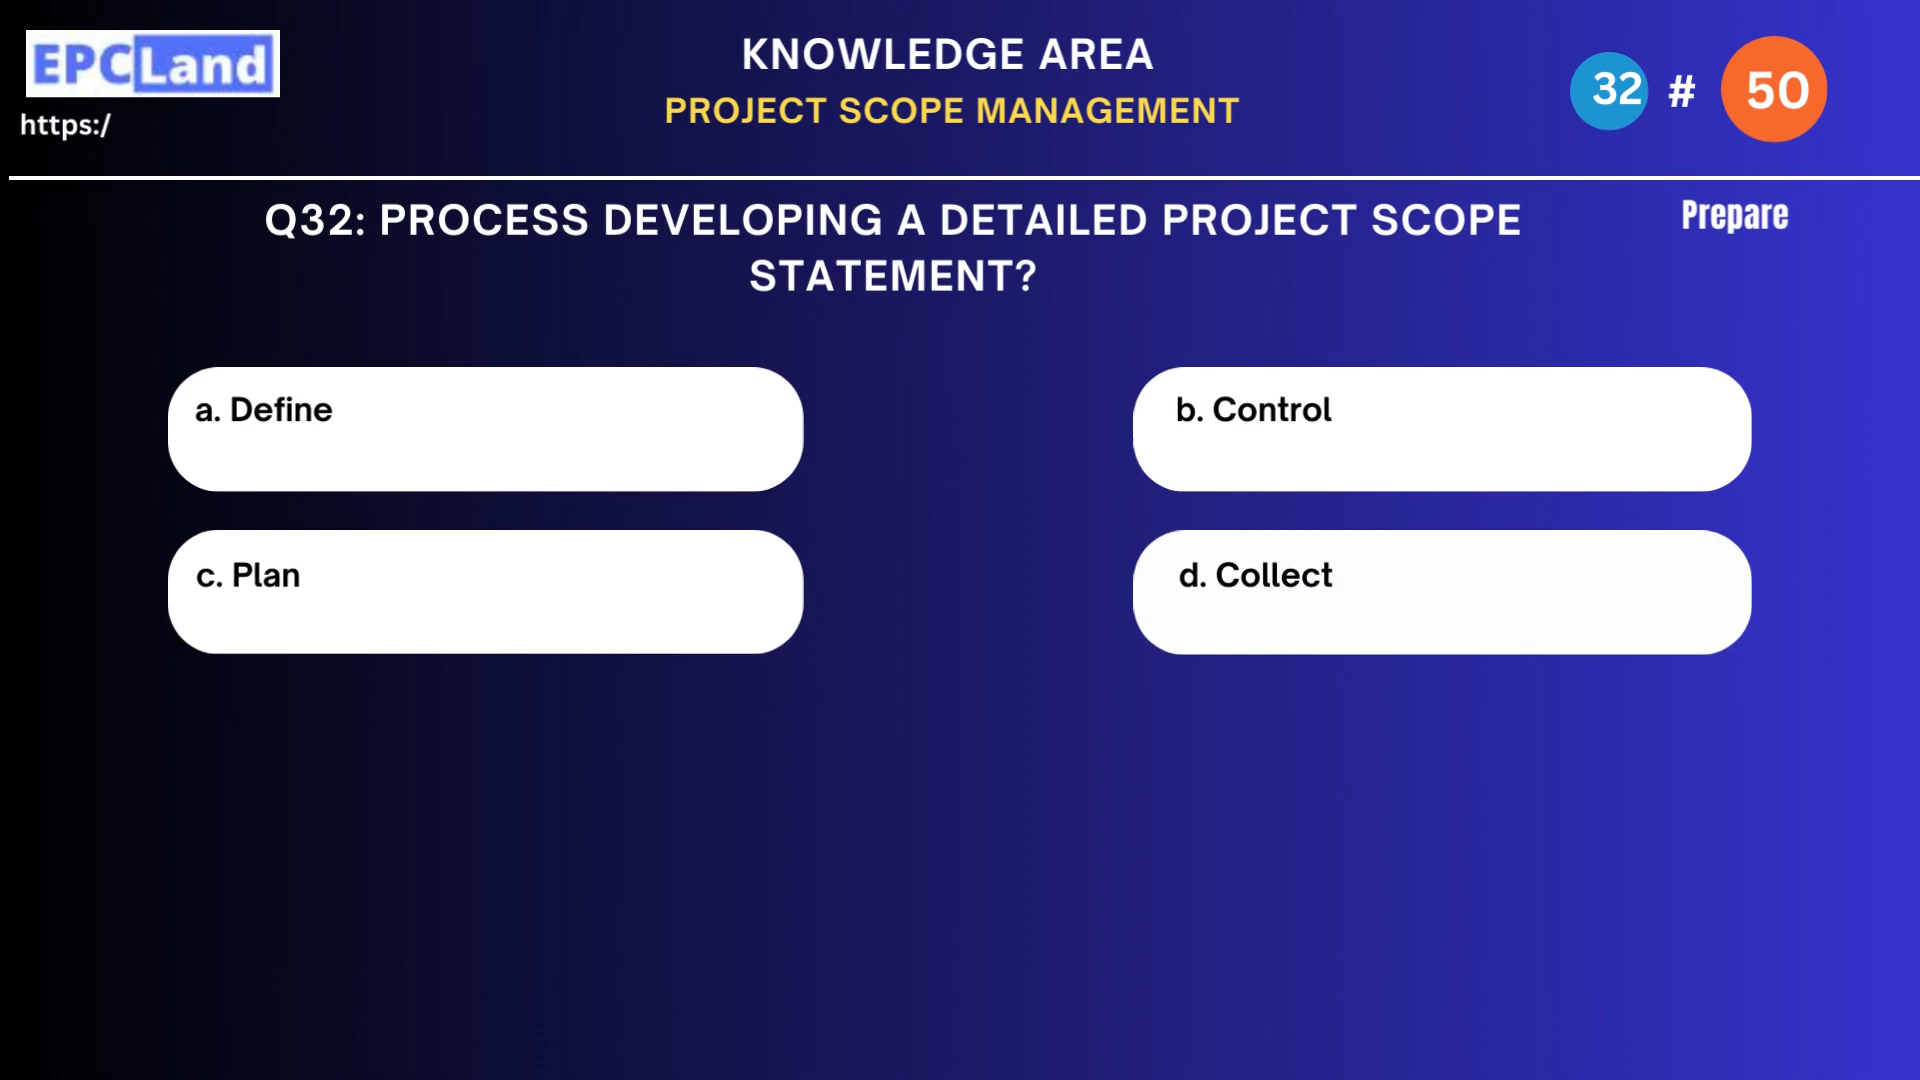 EPCLand
https:/
KNOWLEDGE AREA
PROJECT SCOPE MANAGEMENT
32 # 50
Q32: PROCESS DEVELOPING A DETAILED PROJECT SCOPE
STATEMENT?
Prepare
a. Define
b. Control
c. Plan
d. Collect